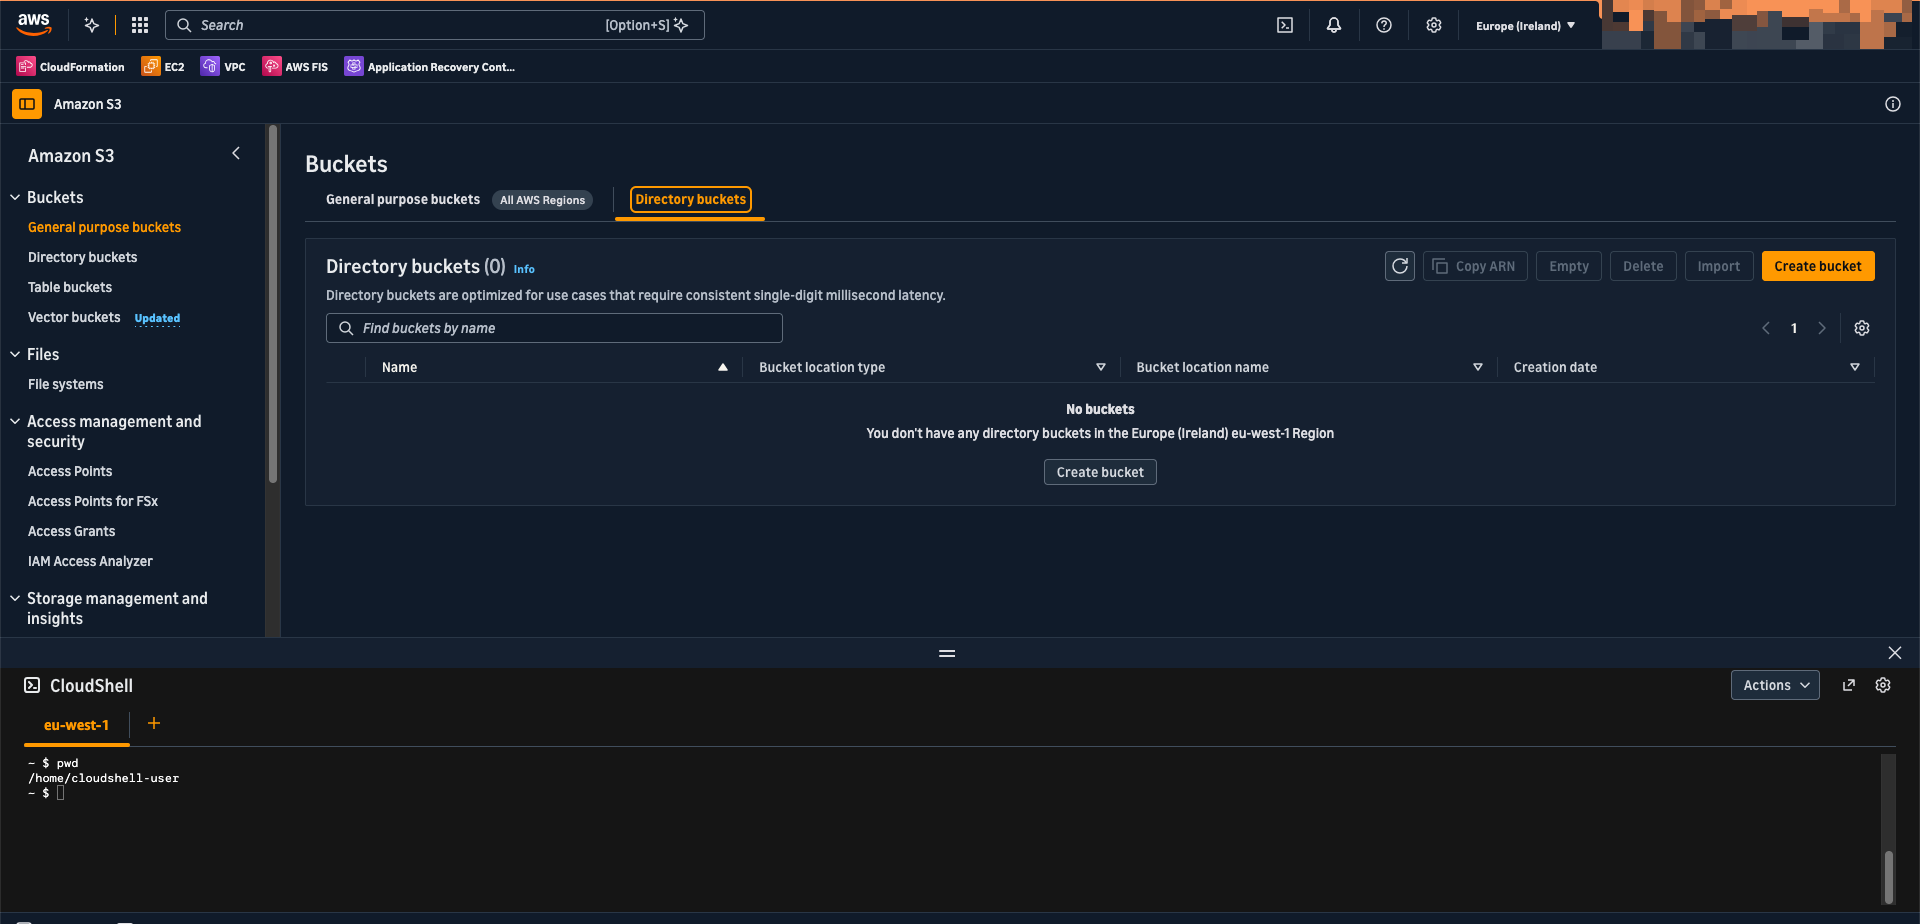 aws
Search [Option+S]
Europe (Ireland)
CloudFormation EC2 VPC AWS FIS Application Recovery Cont...
Amazon S3
Amazon S3
Buckets
General purpose buckets
Directory buckets
Table buckets
Vector buckets Updated
Files
File systems
Access management and
security
Access Points
Access Points for FSx
Access Grants
IAM Access Analyzer
Storage management and
insights
Buckets
General purpose buckets All AWS Regions Directory buckets
Directory buckets (0) Info
Copy ARN Empty Delete Import Create bucket
Directory buckets are optimized for use cases that require consistent single-digit millisecond latency.
Find buckets by name
1
Name Bucket location type Bucket location name Creation date
No buckets
You don't have any directory buckets in the Europe (Ireland) eu-west-1 Region
Create bucket
CloudShell
Actions
eu-west-1 +
~ $ pwd
/home/cloudshell-user
~ $